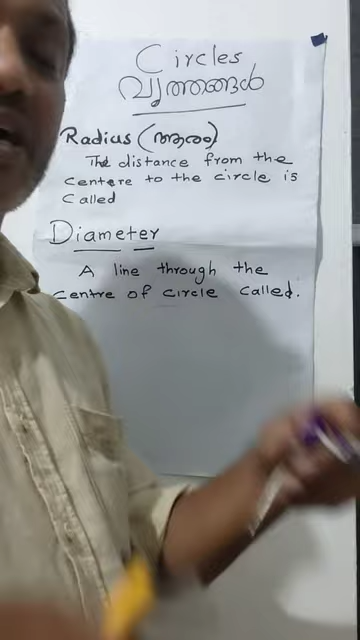 Circles
വൃത്തങ്ങൾ
Radius (ആരം)
The distance from the
Centere to the circle is
Called
Diameter
A line through the
Centre of circle called.